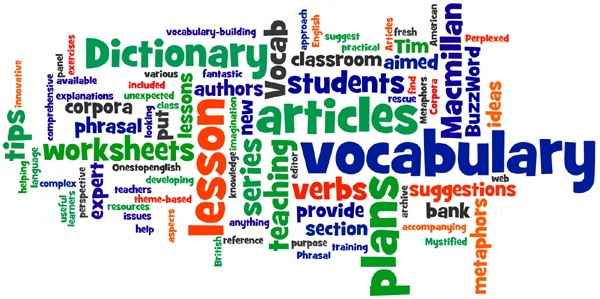 vocabulary-building
approach
English
suggest
practical
Articles
fresh
American
Perplexed
Dictionary
Vocab
classroom
Tim
aimed
Macmillan
BuzzWord
innovative
panel
exercises
available
various
fantastic
included
unexpected
authors
students
find
rescue
Metaphors
Corpora
ideas
comprehensive
explanations
corpora
looking
class
put
lessons
new
imagination
articles
tips
phrasal
worksheets
lesson
series
vocabulary
helping
language
Onestopenglish
knowledge
teaching
editor
verbs
suggestions
web
complex
developing
expert
perspective
teachers
theme-based
useful
learners
resources
issues
help
aspects
anything
British
reference
provide
section
purpose
training
Phrasal
plans
archive
bank
accompanying
Mystified
metaphors